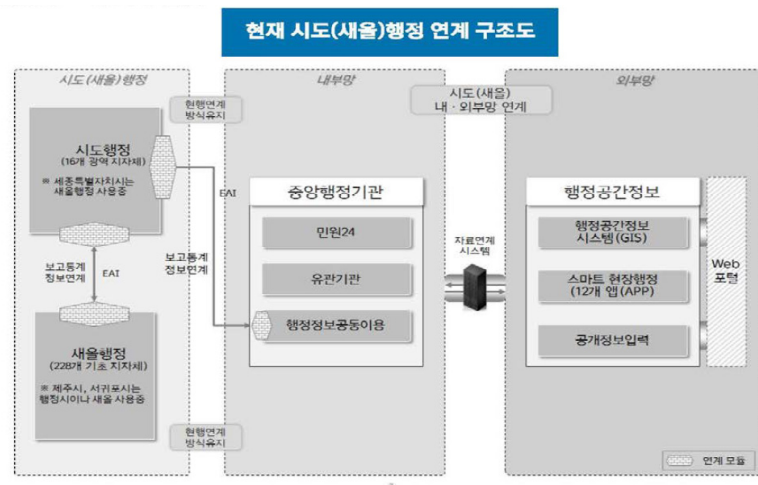 현재 시도(새올)행정 연계 구조도
시도(새올)행정
내부망
외부망
현행연계
방식유지
시도(새올)
내 · 외부망 연계
시도행정
(16개 광역 지자체)
※ 세종특별자치시는
새올행정 사용중
EAI
보고통계
정보연계
EAI
보고통계
정보연계
새올행정
(228개 기초 지자체)
※ 제주시, 서귀포시는
행정시이나 새올 사용중
현행연계
방식유지
중앙행정기관
민원24
유관기관
행정정보공동이용
자료연계
시스템
행정공간정보
행정공간정보
시스템(GIS)
스마트 현장행정
(12개 앱(APP)
공개정보입력
Web
포털
연계 모듈